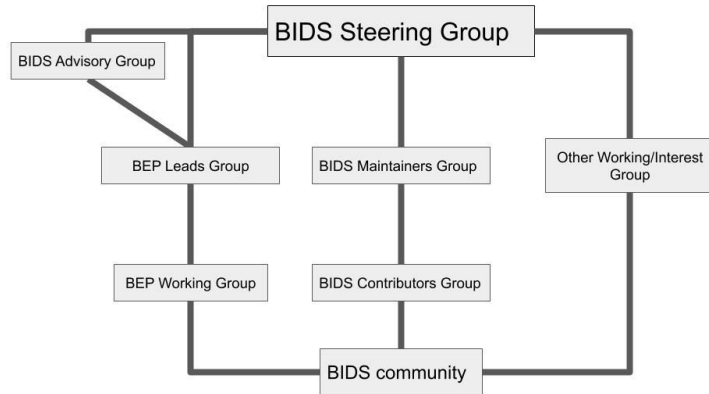 BIDS Steering Group
BIDS Advisory Group
BEP Leads Group
BIDS Maintainers Group
Other Working/Interest
Group
BEP Working Group
BIDS Contributors Group
BIDS community